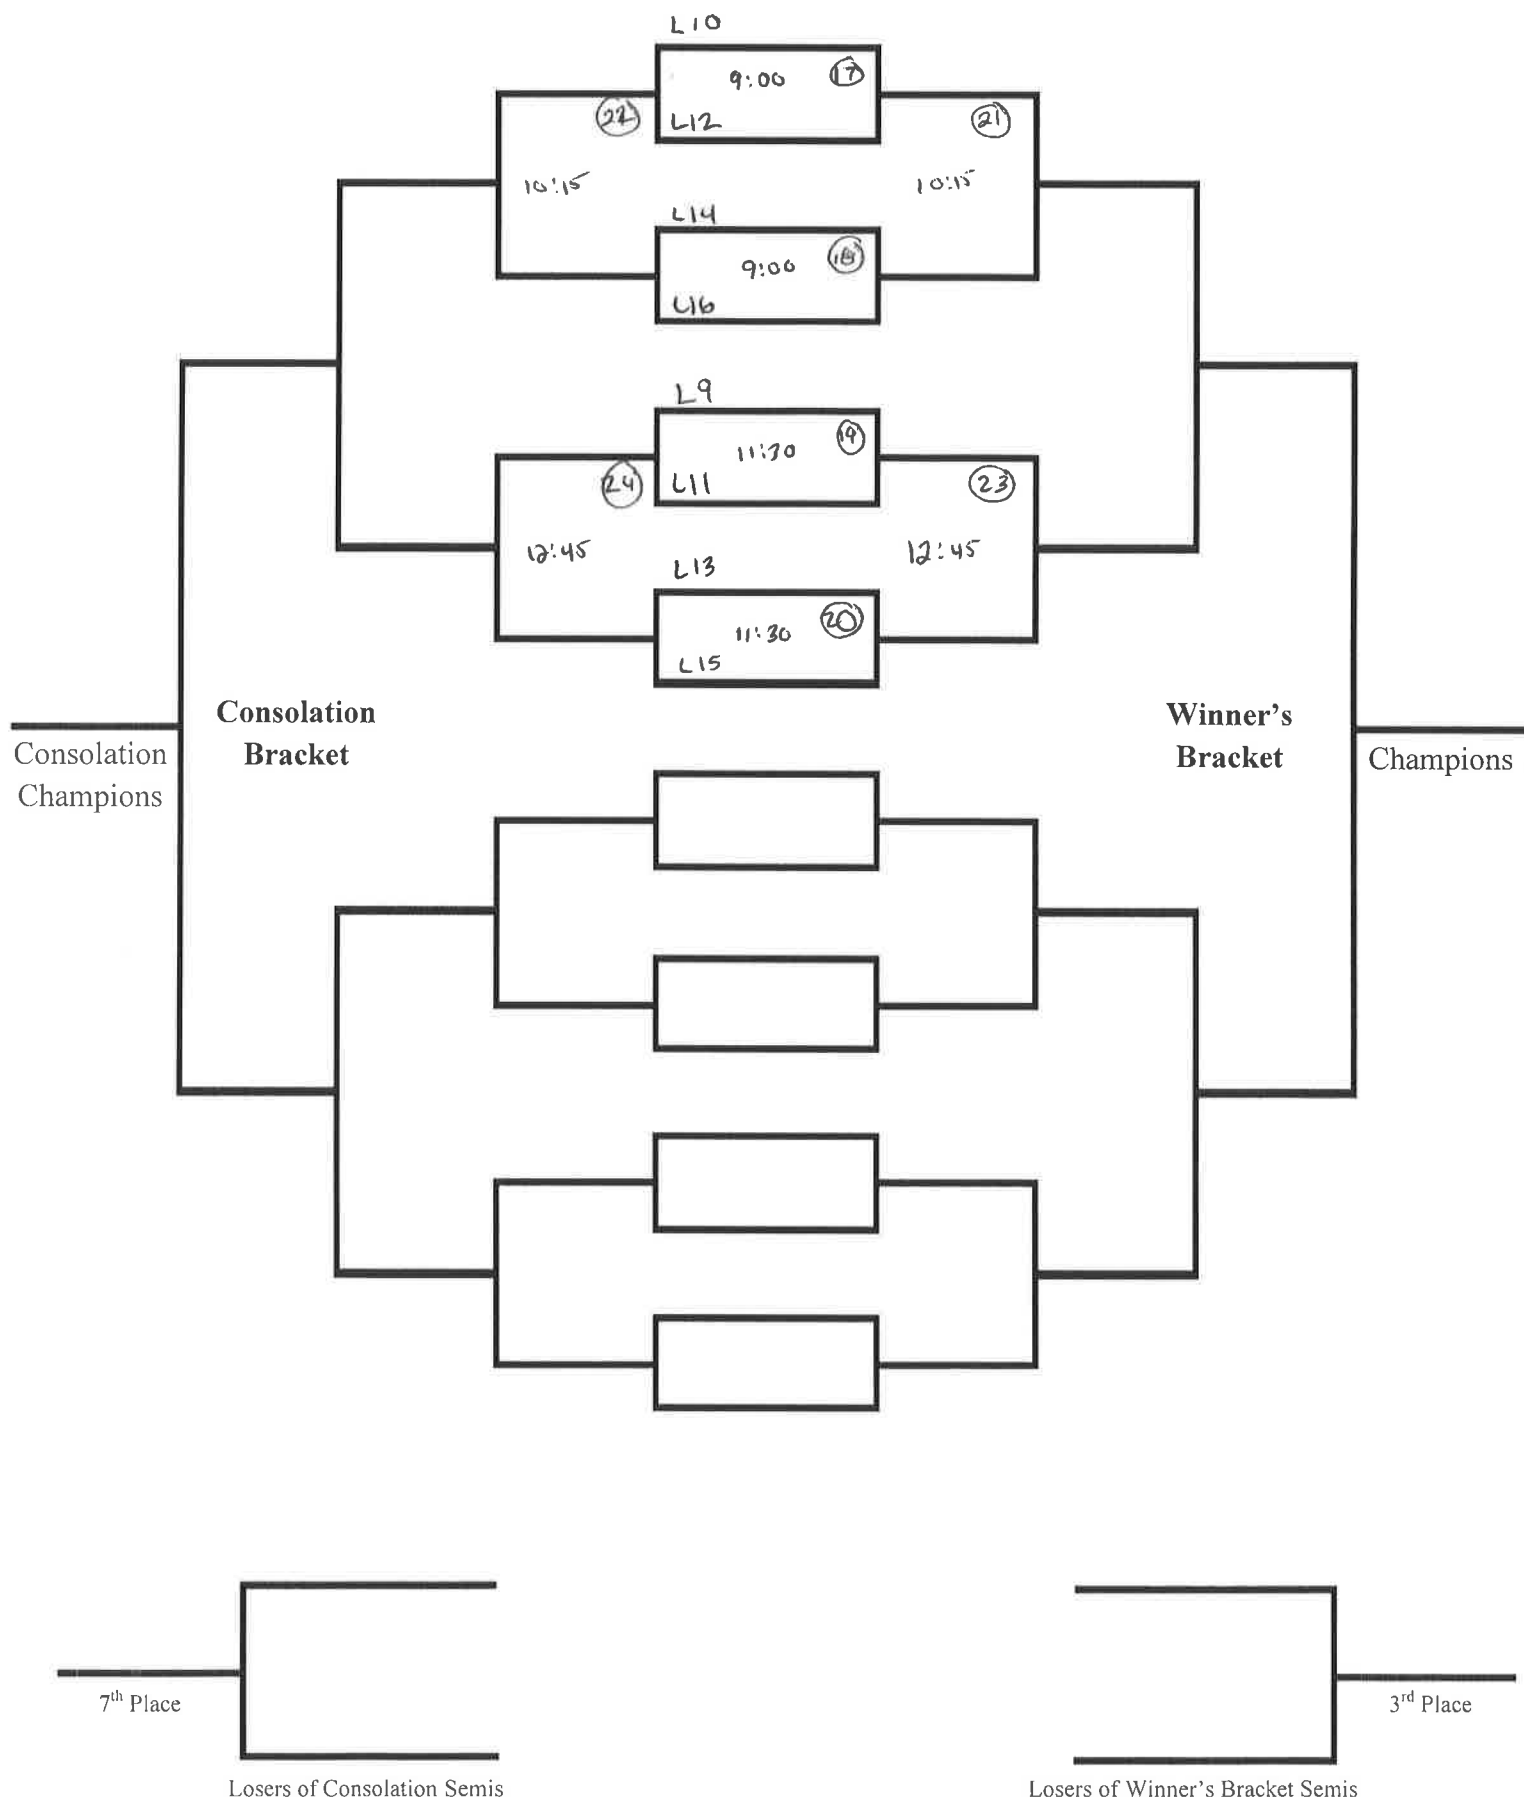 L10
9:00 17
22 L12 21
10:15 10:15
L14
9:00 18
L16
L9
11:30 19
24 L11 23
12:45 12:45
L13
11:30 20
L15
Consolation Bracket
Winner's Bracket
Consolation Champions
Champions
7th Place
3rd Place
Losers of Consolation Semis
Losers of Winner's Bracket Semis